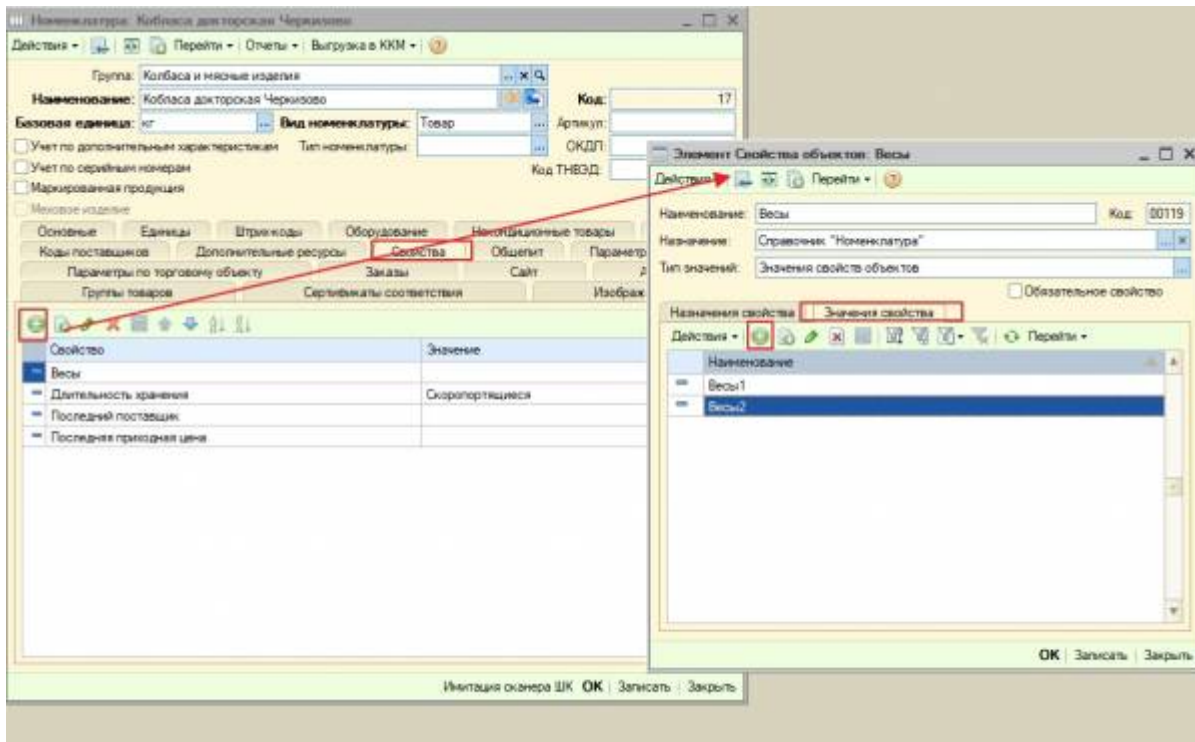 Номенклатура: Кобласа докторская Черкизово
Действия Перейти Отчеты Выгрузка в ККМ
Группа: Колбаса и мясные изделия
Наименование: Кобласа докторская Черкизово Код: 17
Базовая единица: кг Вид номенклатуры: Товар Артикул:
Учет по дополнительным характеристикам Тип номенклатуры: ОКДП:
Учет по серийным номерам Код ТНВЭД:
Маркированная продукция
Меховое изделие
Основные Единицы Штрихкоды Оборудование Некондиционные товары
Коды поставщиков Дополнительные ресурсы Свойства Общепит Параметр
Параметры по торговому объекту Заказы Сайт
Группы товаров Сертификаты соответствия Изображ
Свойство Значение
Весы
Длительность хранения Скоропортящиеся
Последний поставщик
Последняя приходная цена
Имитация сканера ШК OK Записать Закрыть
Элемент Свойства объектов: Весы
Действия Перейти
Наименование: Весы Код: 00119
Назначение: Справочник "Номенклатура"
Тип значений: Значения свойств объектов
Обязательное свойство
Назначения свойства Значения свойства
Действия Перейти
Наименование
Весы1
Весы2
OK Записать Закрыть